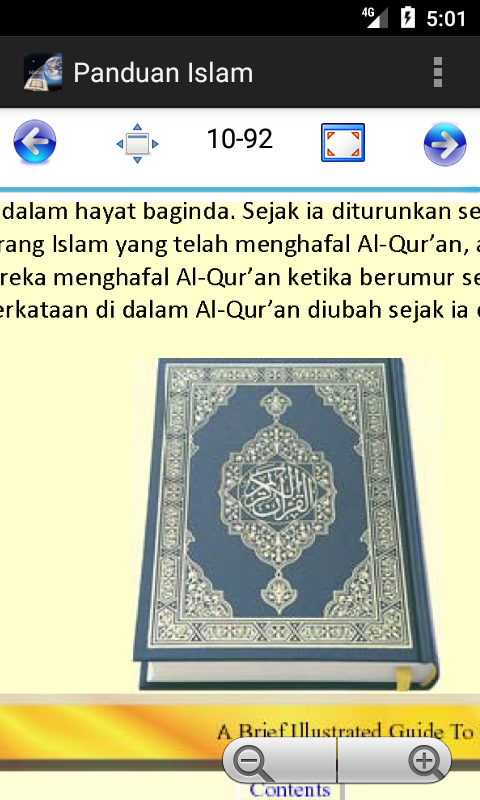 4G 5:01
Panduan Islam
10-92
dalam hayat baginda. Sejak ia diturunkan se
rang Islam yang telah menghafal Al-Qur’an, a
reka menghafal Al-Qur’an ketika berumur se
erkataan di dalam Al-Qur’an diubah sejak ia
القرآن الكريم
A Brief Illustrated Guide To
Contents